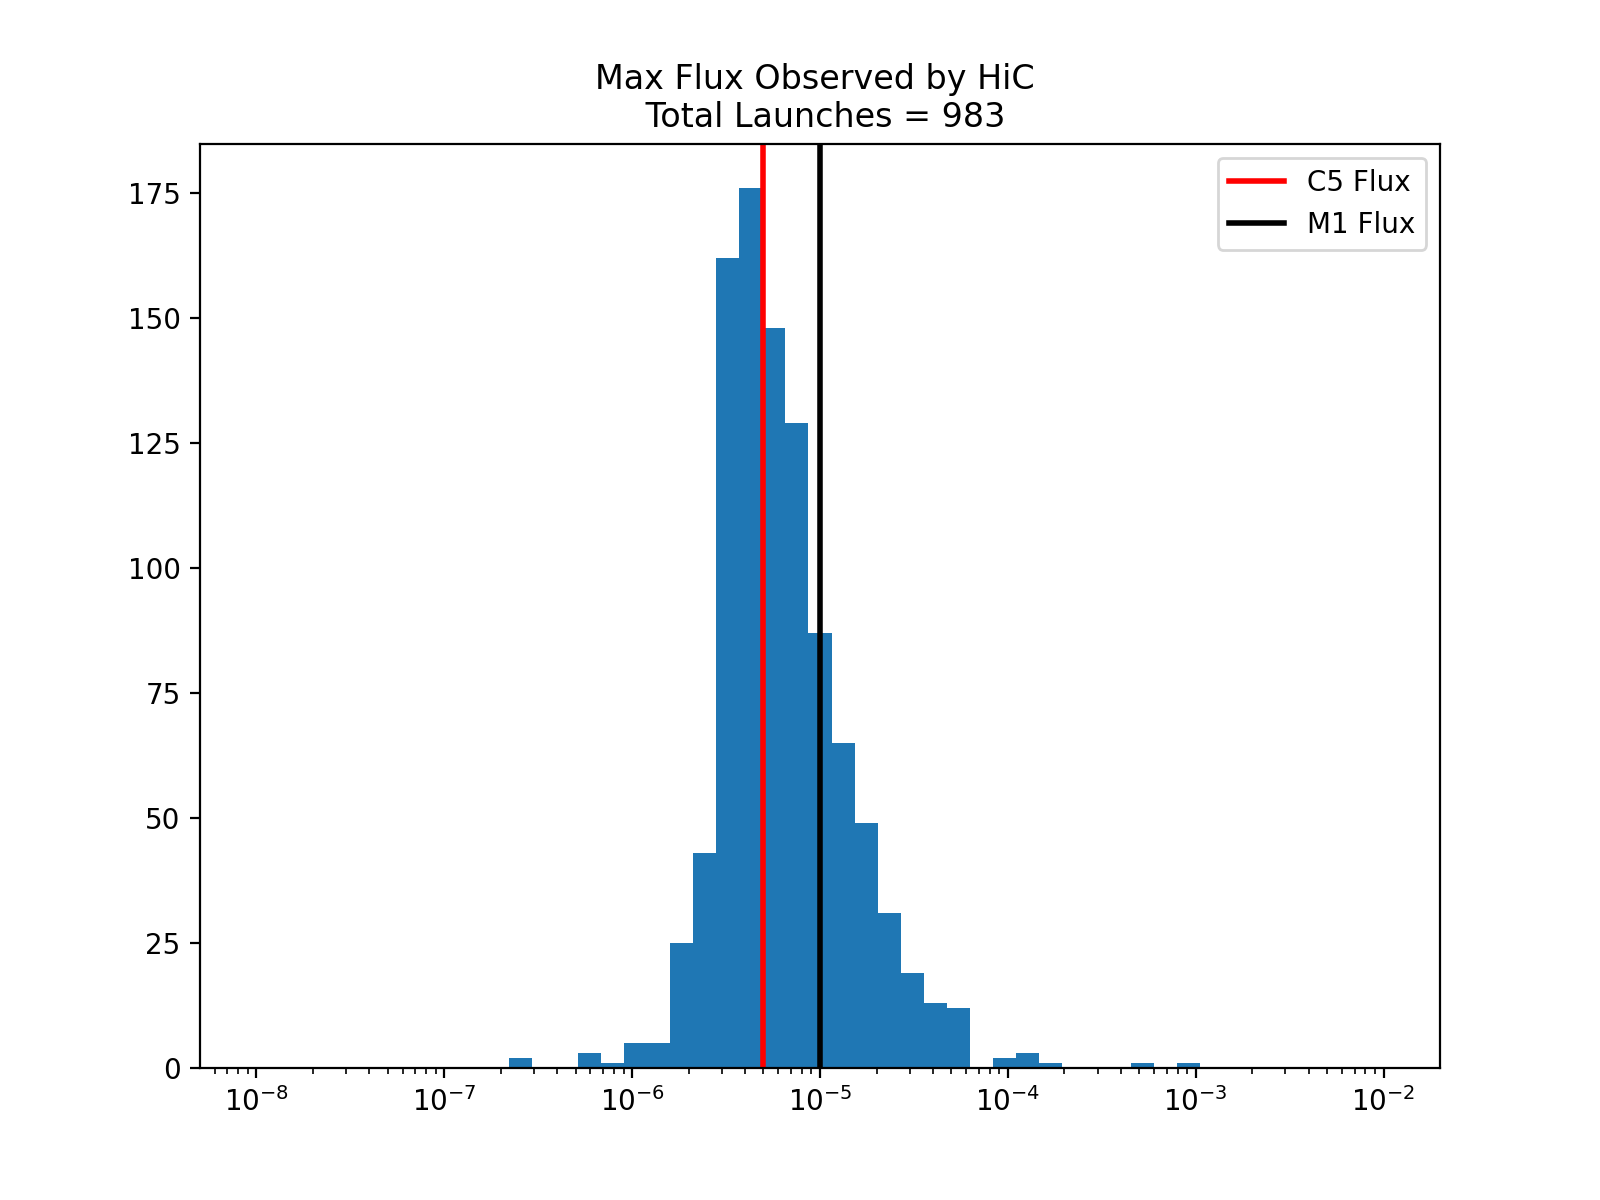 Max Flux Observed by HiC
Total Launches = 983
C5 Flux
M1 Flux
175
150
125
100
75
50
25
0
10⁻⁸ 10⁻⁷ 10⁻⁶ 10⁻⁵ 10⁻⁴ 10⁻³ 10⁻²